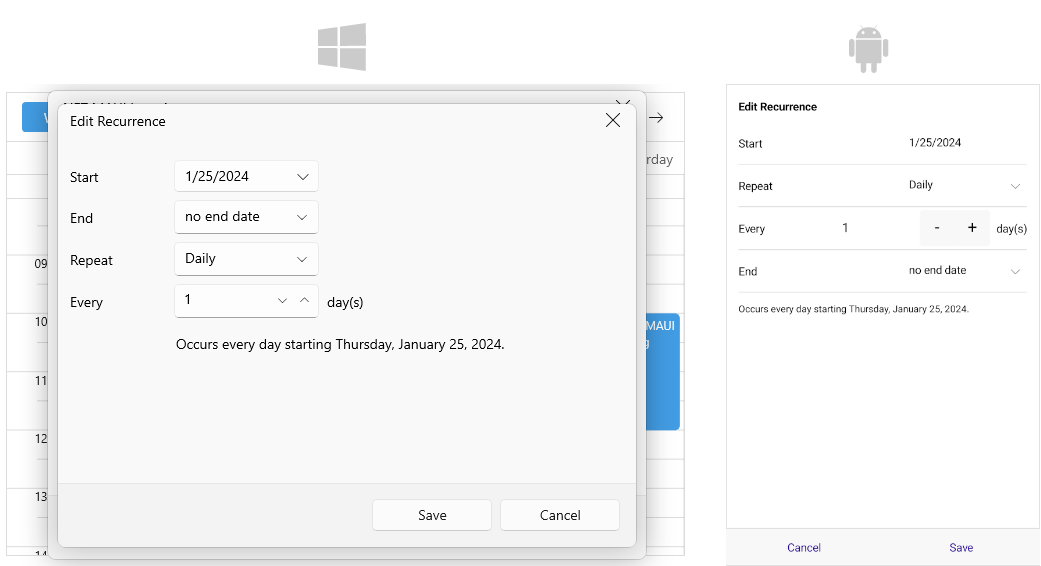 Edit Recurrence
Start 1/25/2024
End no end date
Repeat Daily
Every 1 day(s)
Occurs every day starting Thursday, January 25, 2024.
Save Cancel
rday
09
10
11
12
13
MAUI
Edit Recurrence
Start 1/25/2024
Repeat Daily
Every 1 - + day(s)
End no end date
Occurs every day starting Thursday, January 25, 2024.
Cancel Save